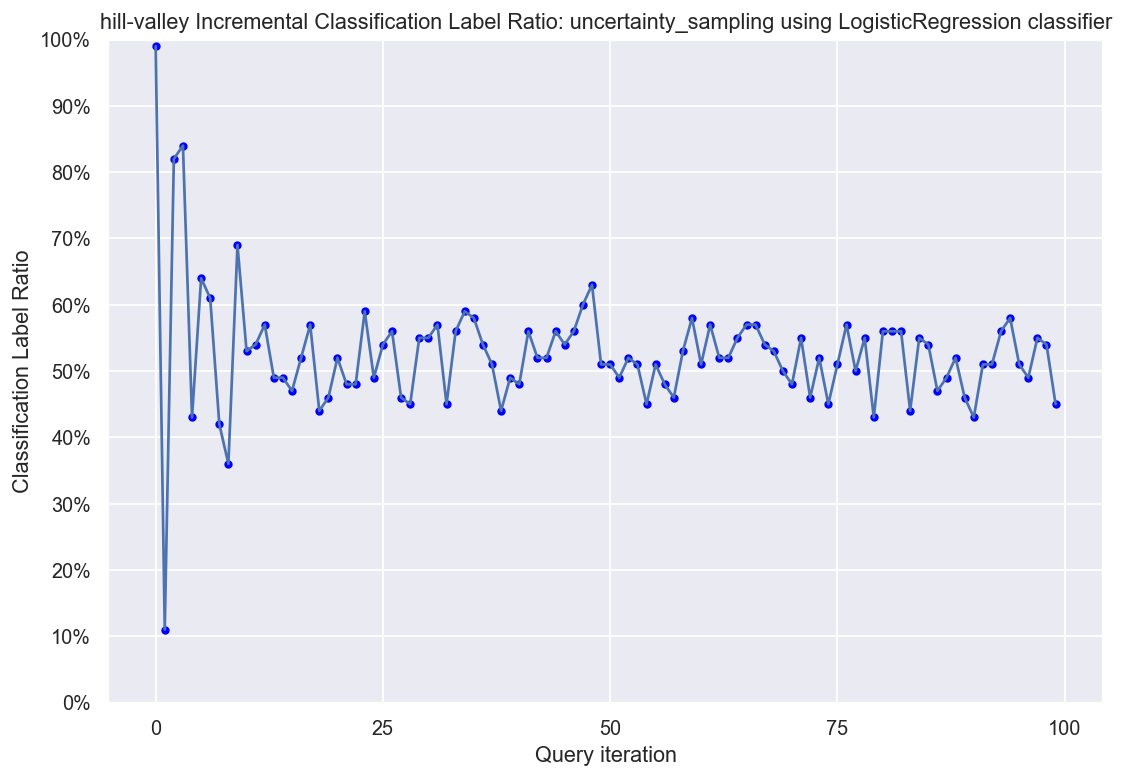 hill-valley Incremental Classification Label Ratio: uncertainty_sampling using LogisticRegression classifier
100%
90%
80%
70%
60%
50%
40%
30%
20%
10%
0%
Classification Label Ratio
0 25 50 75 100
Query iteration